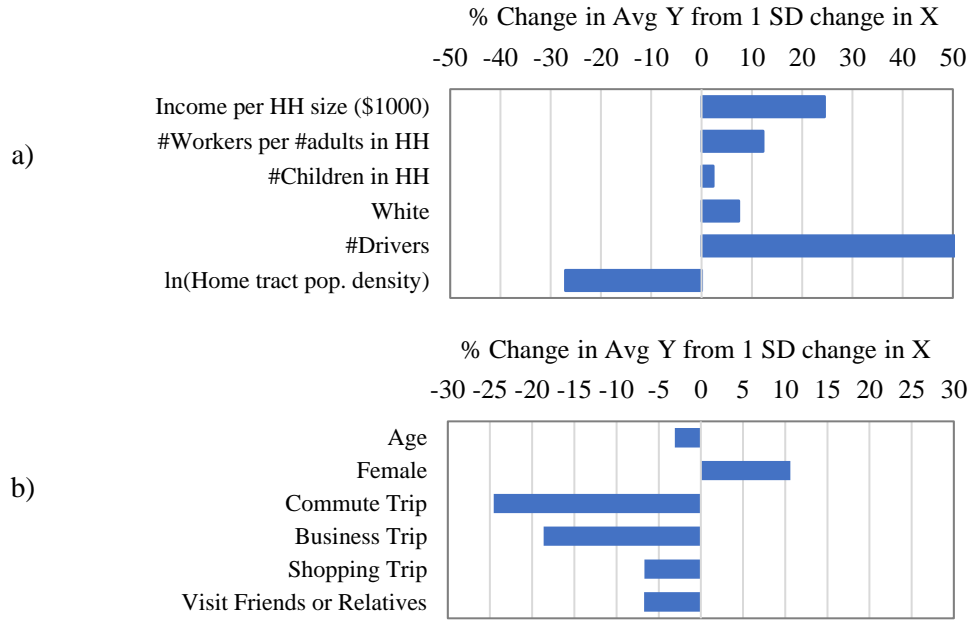 % Change in Avg Y from 1 SD change in X
-50 -40 -30 -20 -10 0 10 20 30 40 50
a)
Income per HH size ($1000)
#Workers per #adults in HH
#Children in HH
White
#Drivers
ln(Home tract pop. density)
% Change in Avg Y from 1 SD change in X
-30 -25 -20 -15 -10 -5 0 5 10 15 20 25 30
b)
Age
Female
Commute Trip
Business Trip
Shopping Trip
Visit Friends or Relatives